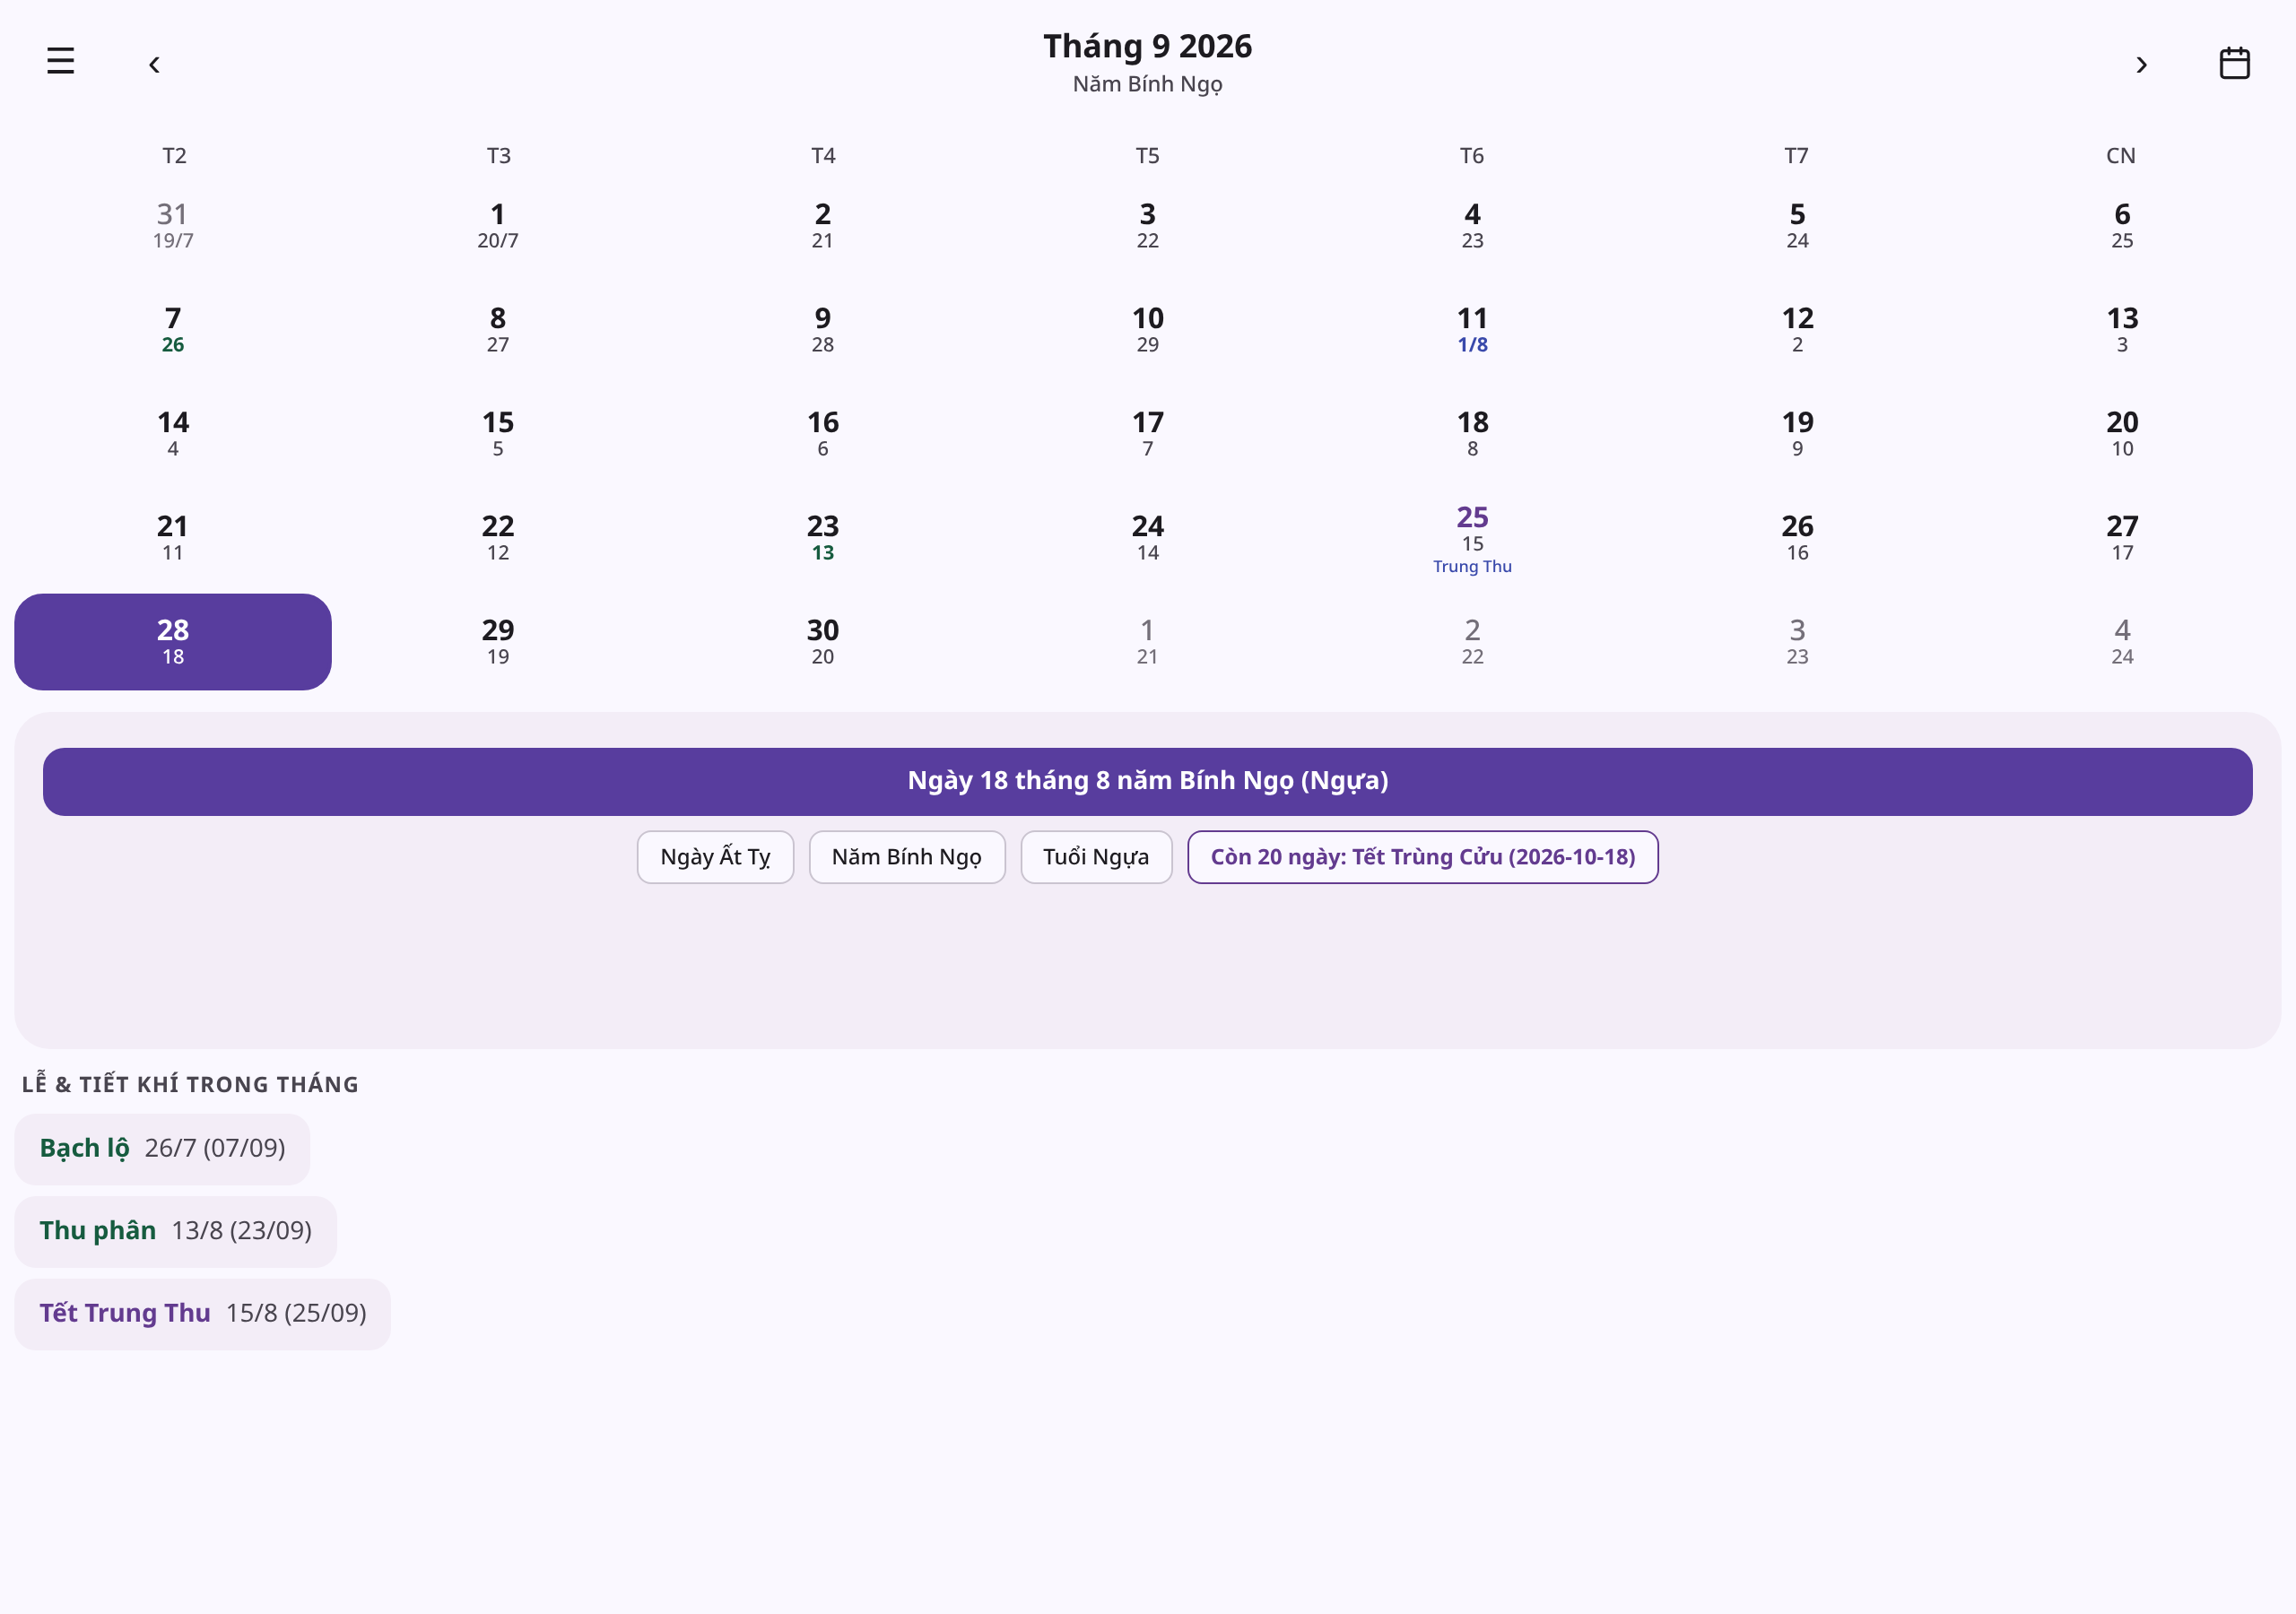 Tháng 9 2026
Năm Bính Ngọ
T2 T3 T4 T5 T6 T7 CN
31 1 2 3 4 5 6
19/7 20/7 21 22 23 24 25
7 8 9 10 11 12 13
26 27 28 29 1/8 2 3
14 15 16 17 18 19 20
4 5 6 7 8 9 10
21 22 23 24 25 26 27
11 12 13 14 15 16 17
Trung Thu
28 29 30 1 2 3 4
18 19 20 21 22 23 24
Ngày 18 tháng 8 năm Bính Ngọ (Ngựa)
Ngày Ất Tỵ Năm Bính Ngọ Tuổi Ngựa Còn 20 ngày: Tết Trùng Cửu (2026-10-18)
LỄ & TIẾT KHÍ TRONG THÁNG
Bạch lộ 26/7 (07/09)
Thu phân 13/8 (23/09)
Tết Trung Thu 15/8 (25/09)